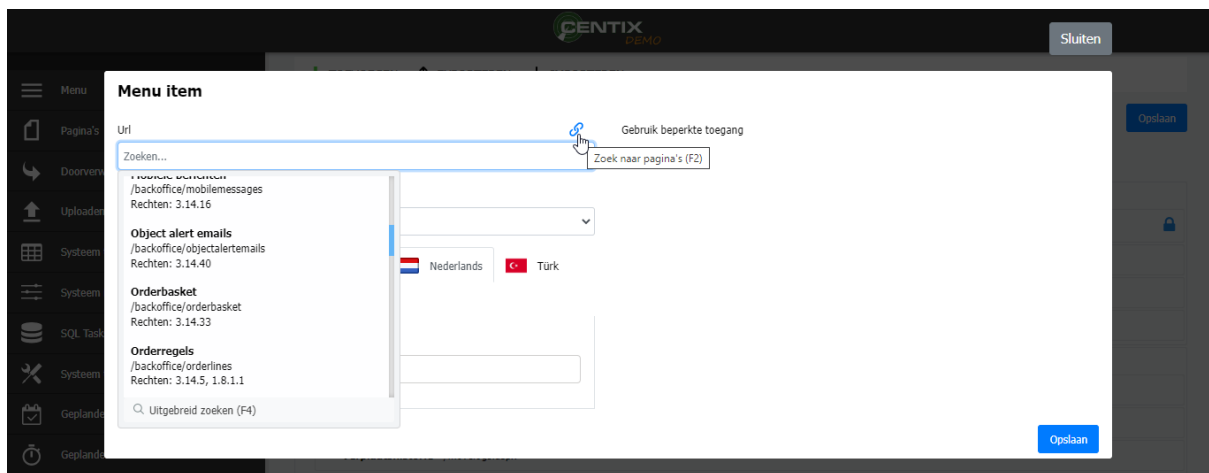 CENTIX
DEMO
Sluiten
Menu
Menu item
Opslaan
Pagina's
Url
Gebruik beperkte toegang
Zoeken...
Zoek naar pagina's (F2)
Mobiele berichten
/backoffice/mobilemessages
Rechten: 3.14.16
Uploaden
Object alert emails
/backoffice/objectalertemails
Rechten: 3.14.40
Systeem
Nederlands
Türk
Orderbasket
/backoffice/orderbasket
Rechten: 3.14.33
Systeem
SQL Task
Orderregels
/backoffice/orderlines
Rechten: 3.14.5, 1.8.1.1
Systeem
Uitgebreid zoeken (F4)
Opslaan